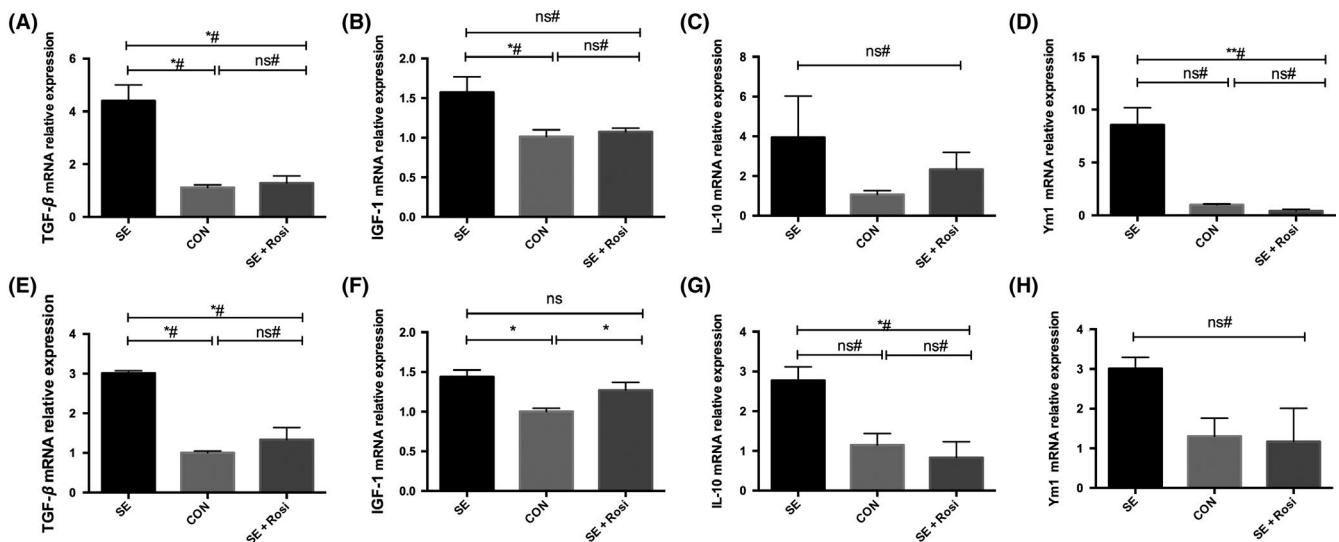 (A)
TGF-β mRNA relative expression
6
4
2
0
*#
*#
ns#
SE
CON
SE + Rosi
(B)
IGF-1 mRNA relative expression
2.0
1.5
1.0
0.5
0.0
ns#
*#
ns#
SE
CON
SE + Rosi
(C)
IL-10 mRNA relative expression
8
6
4
2
0
ns#
SE
CON
SE + Rosi
(D)
Ym1 mRNA relative expression
15
10
5
0
**#
ns#
ns#
SE
CON
SE + Rosi
(E)
TGF-β mRNA relative expression
4
3
2
1
0
*#
*#
ns#
SE
CON
SE + Rosi
(F)
IGF-1 mRNA relative expression
2.0
1.5
1.0
0.5
0.0
ns
*
*
SE
CON
SE + Rosi
(G)
IL-10 mRNA relative expression
4
3
2
1
0
*#
ns#
ns#
SE
CON
SE + Rosi
(H)
Ym1 mRNA relative expression
4
3
2
1
0
ns#
SE
CON
SE + Rosi